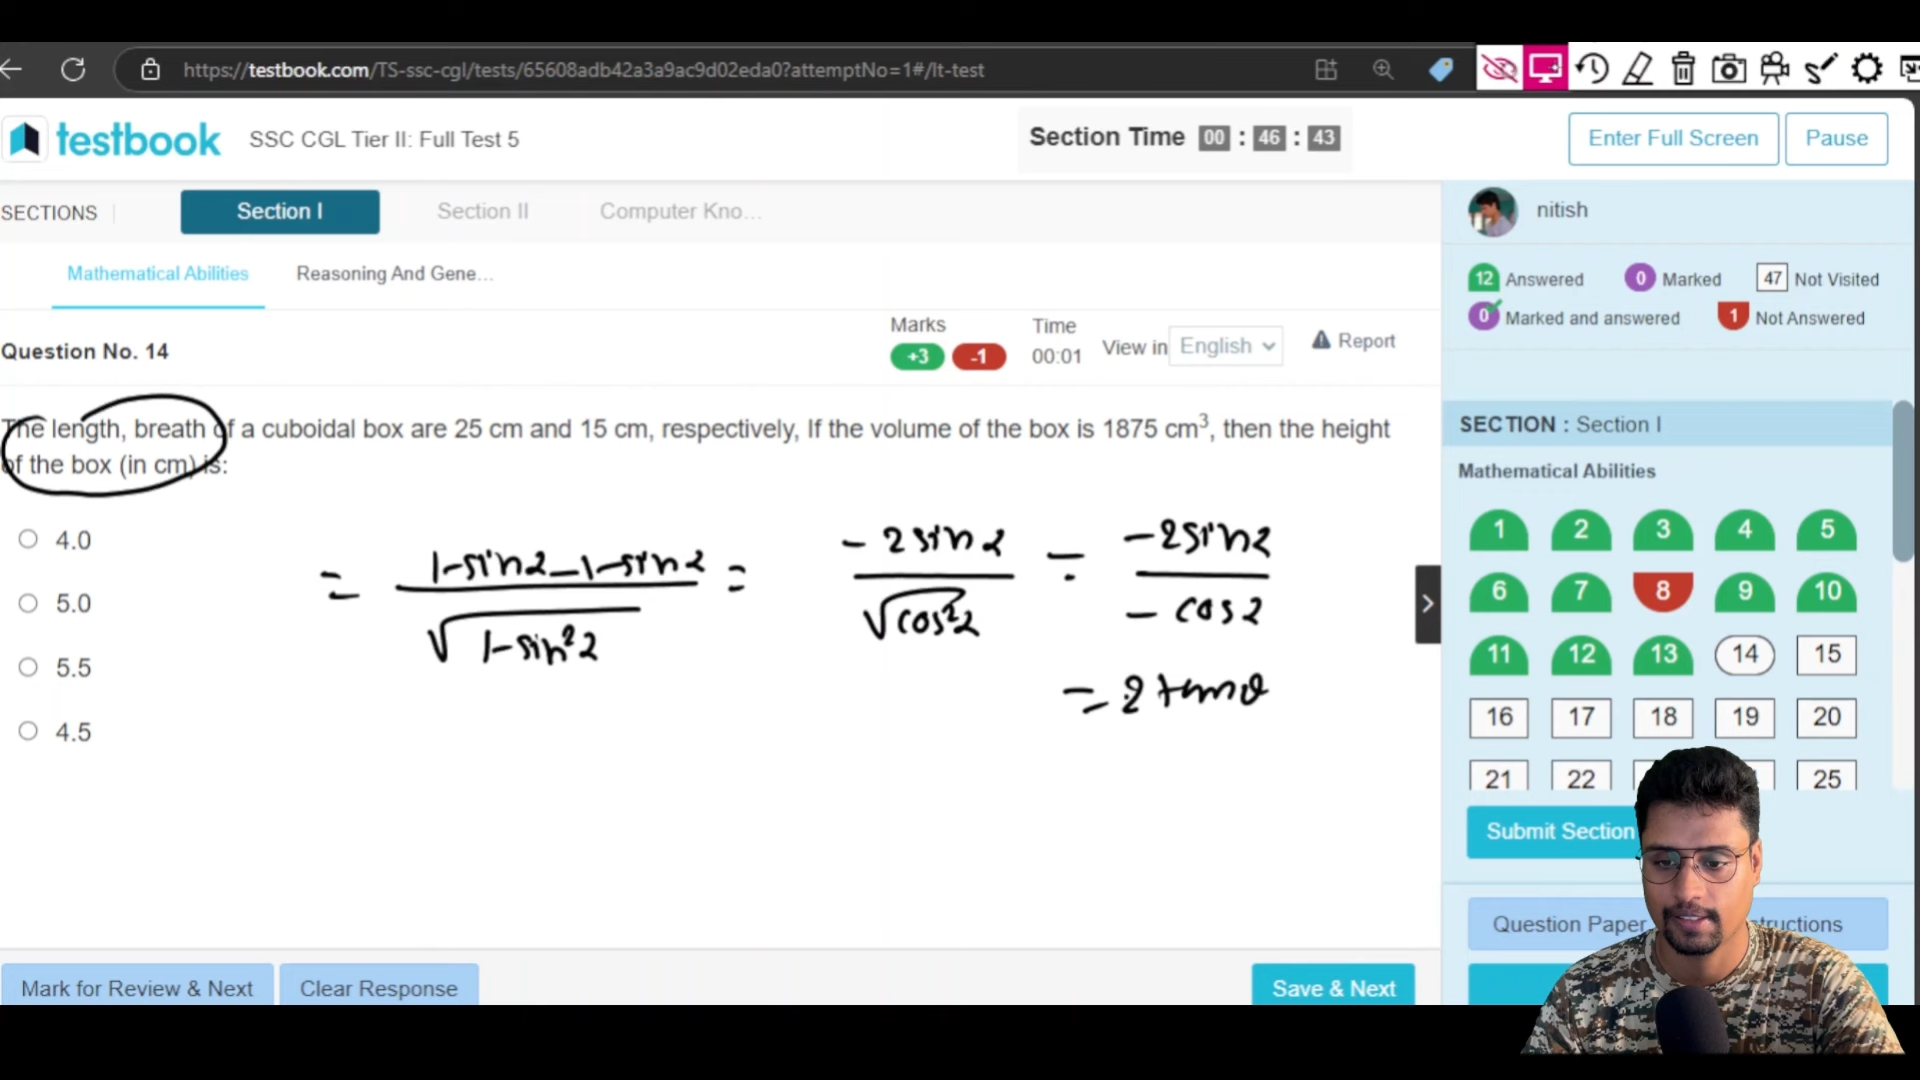 https://testbook.com/TS-ssc-cgl/tests/65608adb42a3a9ac9d02eda0?attemptNo=1#/lt-test
testbook
SSC CGL Tier II: Full Test 5
Section Time 00 : 46 : 43
Enter Full Screen
Pause
SECTIONS
Section I
Section II
Computer Kno...
nitish
Mathematical Abilities
Reasoning And Gene...
12 Answered
0 Marked
47 Not Visited
0 Marked and answered
1 Not Answered
Question No. 14
Marks
+3 -1
Time
00:01
View in English
Report
The length, breath of a cuboidal box are 25 cm and 15 cm, respectively, If the volume of the box is 1875 cm³, then the height
of the box (in cm) is:
4.0
5.0
5.5
4.5
= 1-sin2-1-sin2 =
√1-sin²2
-2sin2 =
√cos²2
-2sin2
-cos2
= 2tanθ
SECTION : Section I
Mathematical Abilities
1 2 3 4 5
6 7 8 9 10
11 12 13 14 15
16 17 18 19 20
21 22 25
Submit Section
Question Paper
Mark for Review & Next
Clear Response
Save & Next